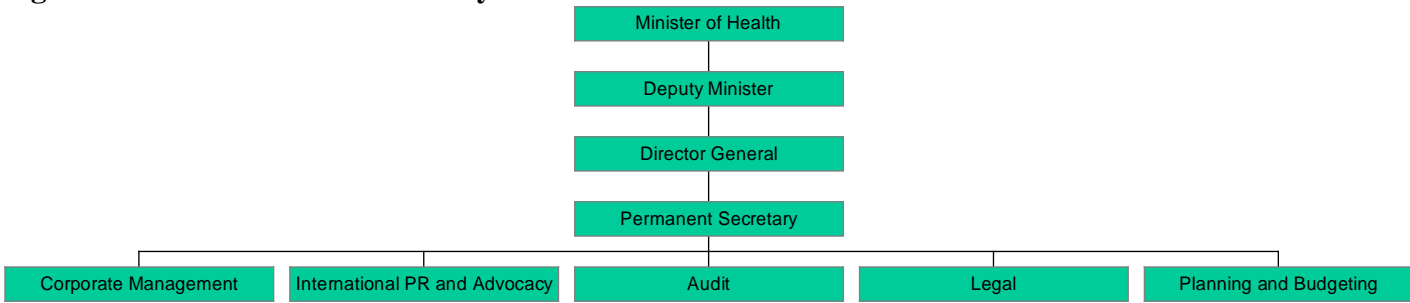 Minister of Health
Deputy Minister
Director General
Permanent Secretary
Corporate Management
International PR and Advocacy
Audit
Legal
Planning and Budgeting